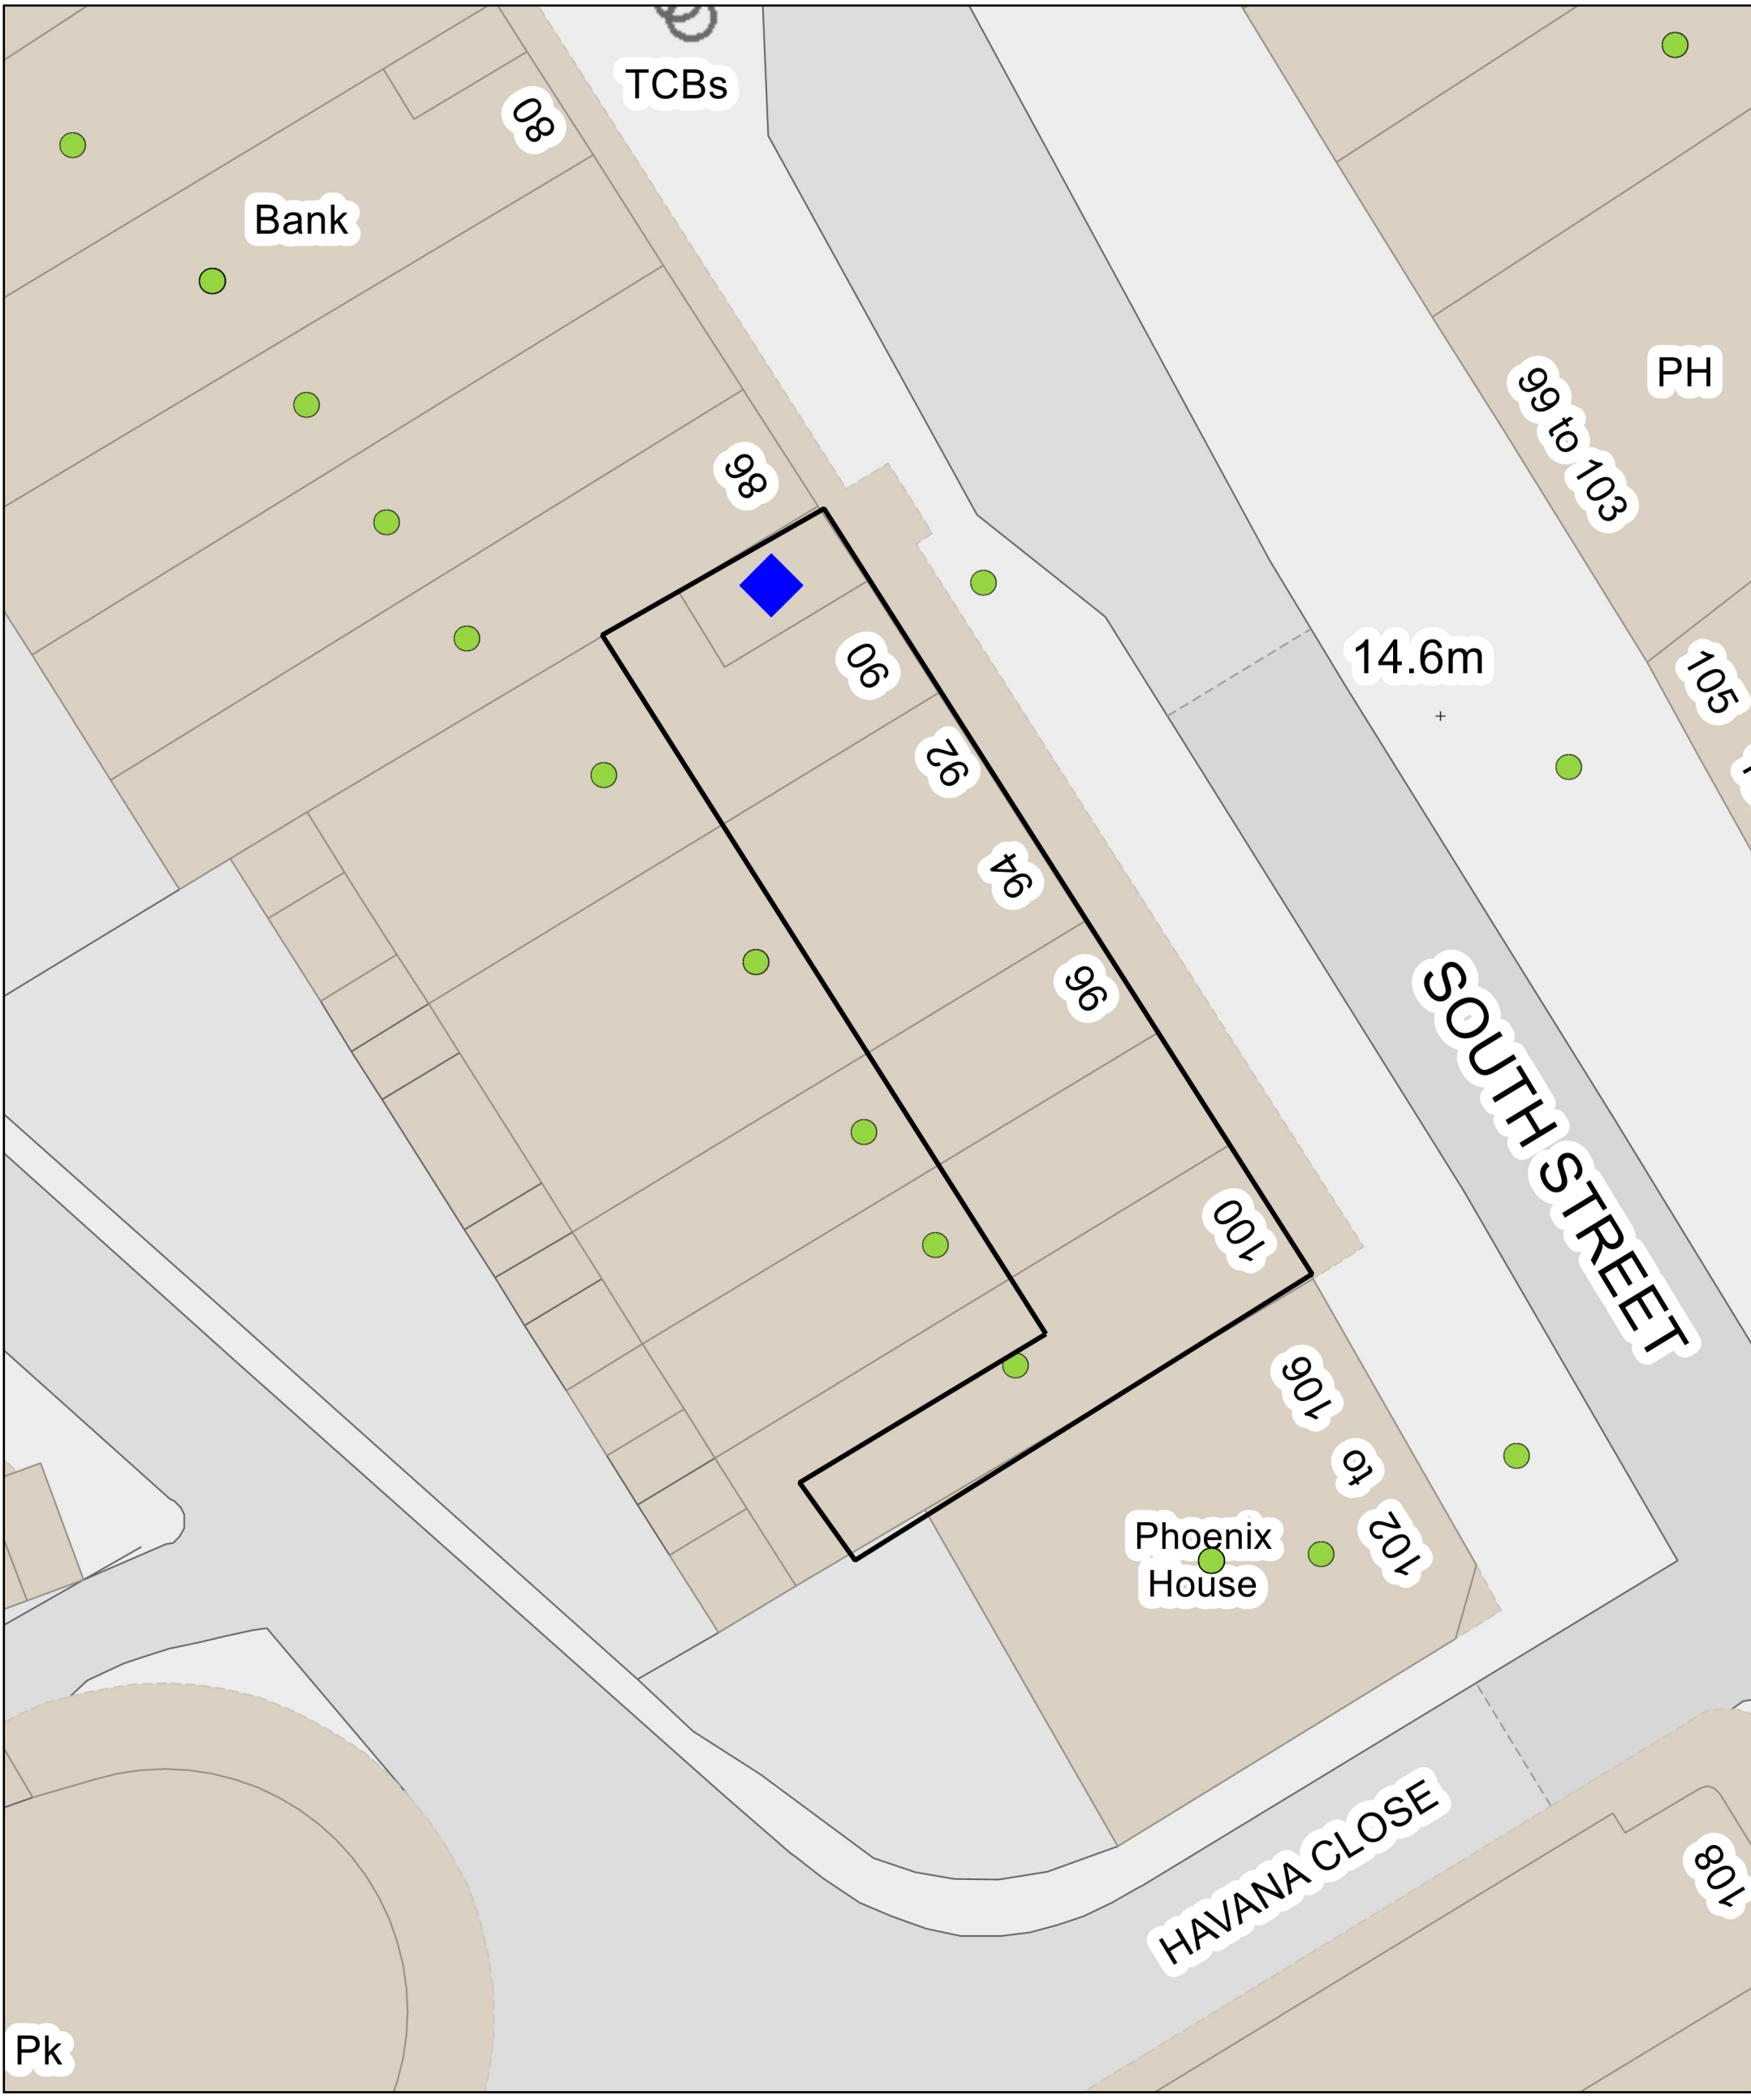 TCBs
80
Bank
86
PH
99 to 103
90
14.6m
105
92
94
96
SOUTH STREET
100
102 to 106
Phoenix
House
HAVANA CLOSE
108
Pk